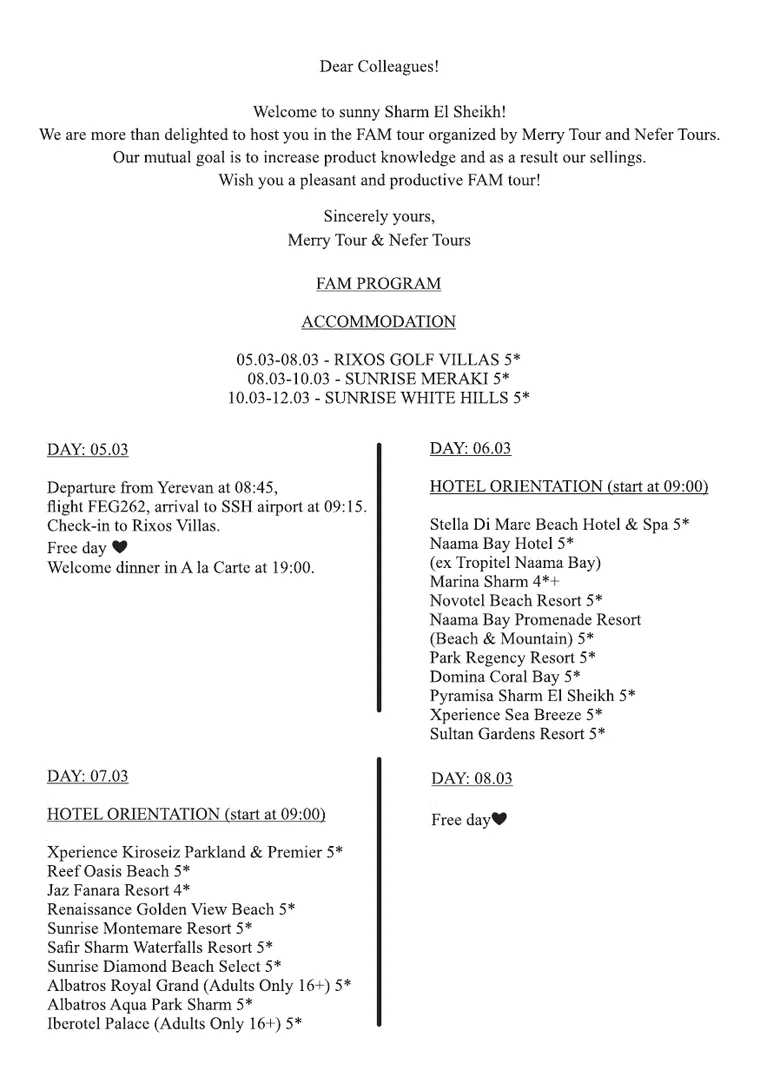 Dear Colleagues!
Welcome to sunny Sharm El Sheikh!
We are more than delighted to host you in the FAM tour organized by Merry Tour and Nefer Tours.
Our mutual goal is to increase product knowledge and as a result our sellings.
Wish you a pleasant and productive FAM tour!
Sincerely yours,
Merry Tour & Nefer Tours
FAM PROGRAM
ACCOMMODATION
05.03-08.03 - RIXOS GOLF VILLAS 5*
08.03-10.03 - SUNRISE MERAKI 5*
10.03-12.03 - SUNRISE WHITE HILLS 5*
DAY: 05.03
Departure from Yerevan at 08:45,
flight FEG262, arrival to SSH airport at 09:15.
Check-in to Rixos Villas.
Free day ♥
Welcome dinner in A la Carte at 19:00.
DAY: 06.03
HOTEL ORIENTATION (start at 09:00)
Stella Di Mare Beach Hotel & Spa 5*
Naama Bay Hotel 5*
(ex Tropitel Naama Bay)
Marina Sharm 4*+
Novotel Beach Resort 5*
Naama Bay Promenade Resort
(Beach & Mountain) 5*
Park Regency Resort 5*
Domina Coral Bay 5*
Pyramisa Sharm El Sheikh 5*
Xperience Sea Breeze 5*
Sultan Gardens Resort 5*
DAY: 07.03
HOTEL ORIENTATION (start at 09:00)
Xperience Kiroseiz Parkland & Premier 5*
Reef Oasis Beach 5*
Jaz Fanara Resort 4*
Renaissance Golden View Beach 5*
Sunrise Montemare Resort 5*
Safir Sharm Waterfalls Resort 5*
Sunrise Diamond Beach Select 5*
Albatros Royal Grand (Adults Only 16+) 5*
Albatros Aqua Park Sharm 5*
Iberotel Palace (Adults Only 16+) 5*
DAY: 08.03
Free day♥